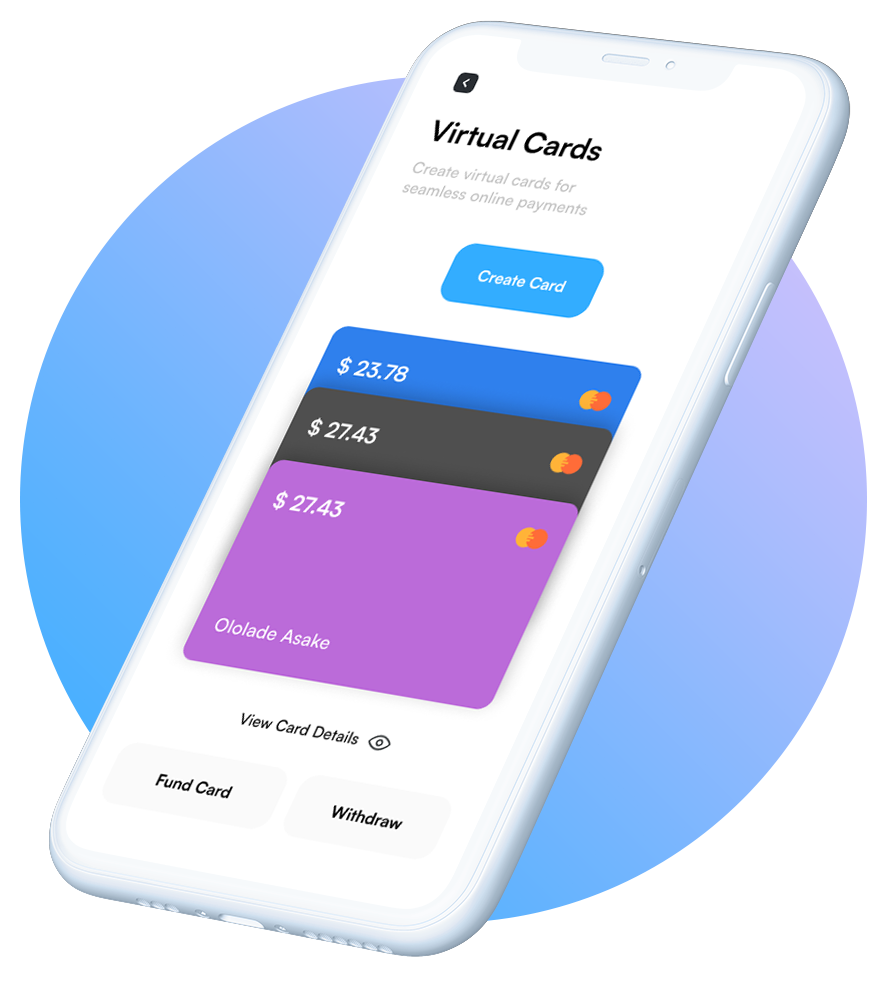 Virtual Cards
Create virtual cards for
seamless online payments
Create Card
$ 23.78
$ 27.43
$ 27.43
Ololade Asake
View Card Details
Fund Card
Withdraw